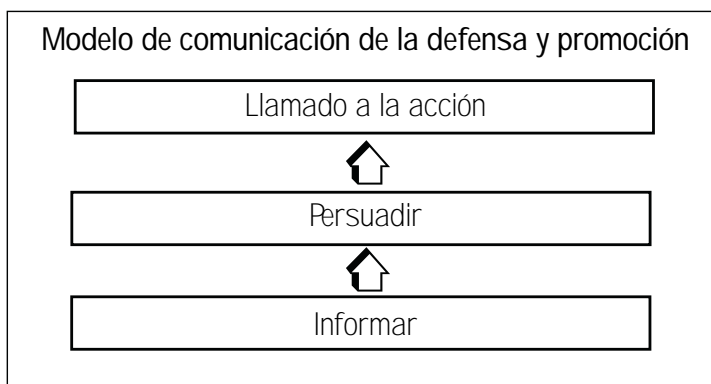 Modelo de comunicación de la defensa y promoción
Llamado a la acción
Persuadir
Informar